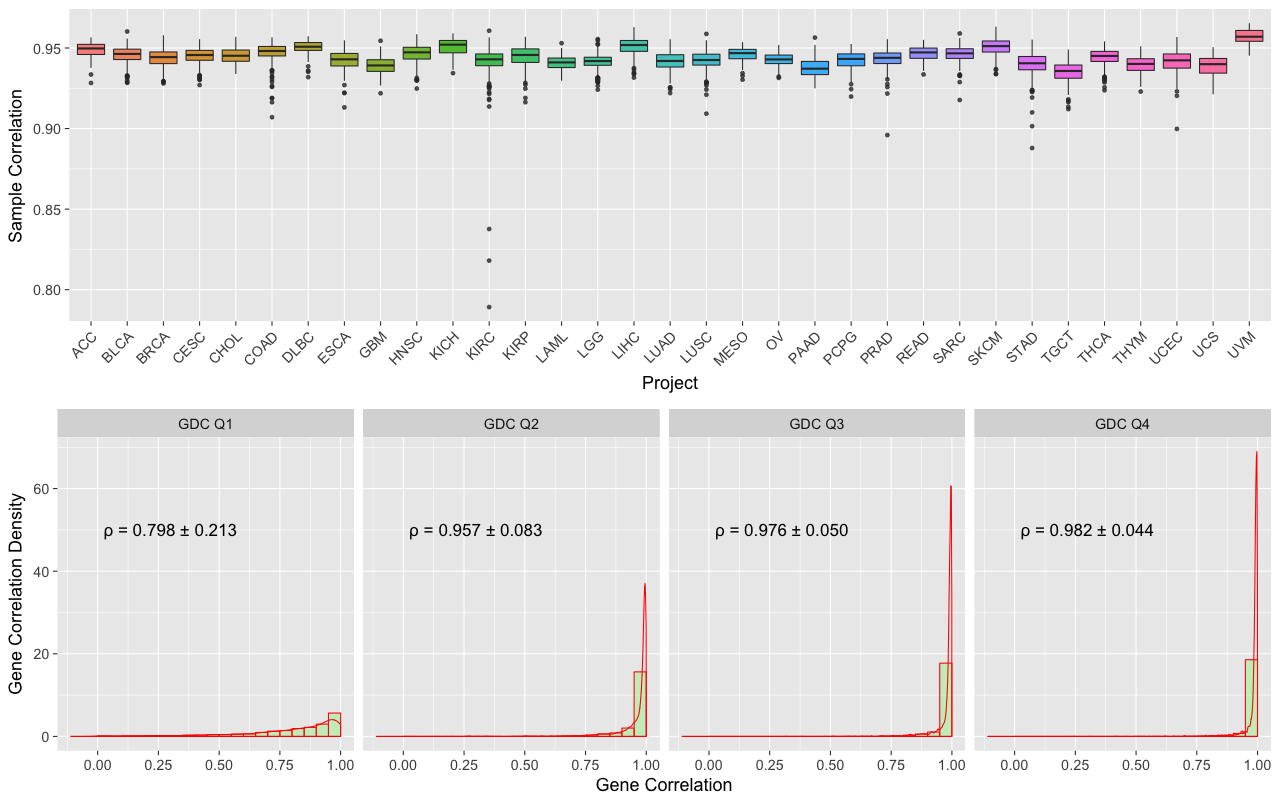 Sample Correlation
0.95
0.90
0.85
0.80
ACC BLCA BRCA CESC CHOL COAD DLBC ESCA GBM HNSC KICH KIRC KIRP LAML LGG LIHC LUAD LUSC MESO OV PAAD PCPG PRAD READ SARC SKCM STAD TGCT THCA THYM UCEC UCS UVM
Project
GDC Q1 GDC Q2 GDC Q3 GDC Q4
Gene Correlation Density
60
ρ = 0.798 ± 0.213 ρ = 0.957 ± 0.083 ρ = 0.976 ± 0.050 ρ = 0.982 ± 0.044
40
20
0
0.00 0.25 0.50 0.75 1.00 0.00 0.25 0.50 0.75 1.00 0.00 0.25 0.50 0.75 1.00 0.00 0.25 0.50 0.75 1.00
Gene Correlation